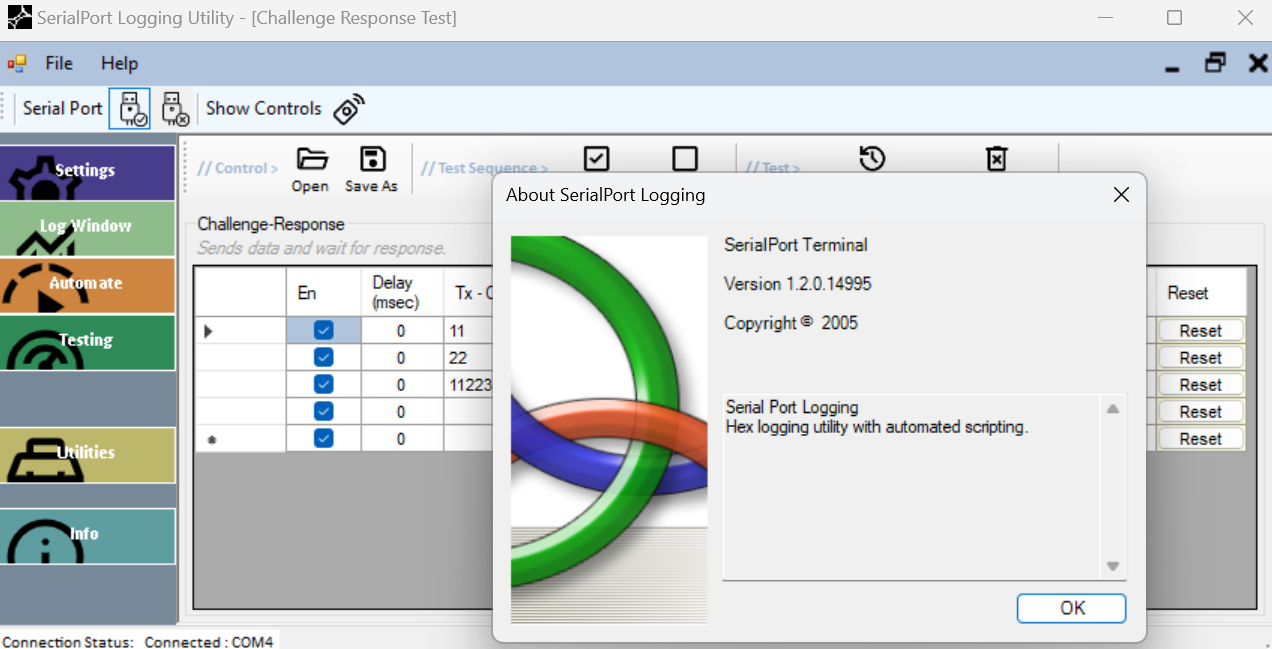 SerialPort Logging Utility - [Challenge Response Test]
File Help
Serial Port Show Controls
Settings
Log Window
Automate
Testing
Utilities
Info
// Control > Open Save As // Test Sequence > // Test >
Challenge-Response
Sends data and wait for response.
En Delay (msec) Tx - Reset
0 11 Reset
0 22 Reset
0 11223 Reset
0 Reset
* 0 Reset
About SerialPort Logging
SerialPort Terminal
Version 1.2.0.14995
Copyright © 2005
Serial Port Logging
Hex logging utility with automated scripting.
OK
Connection Status: Connected : COM4